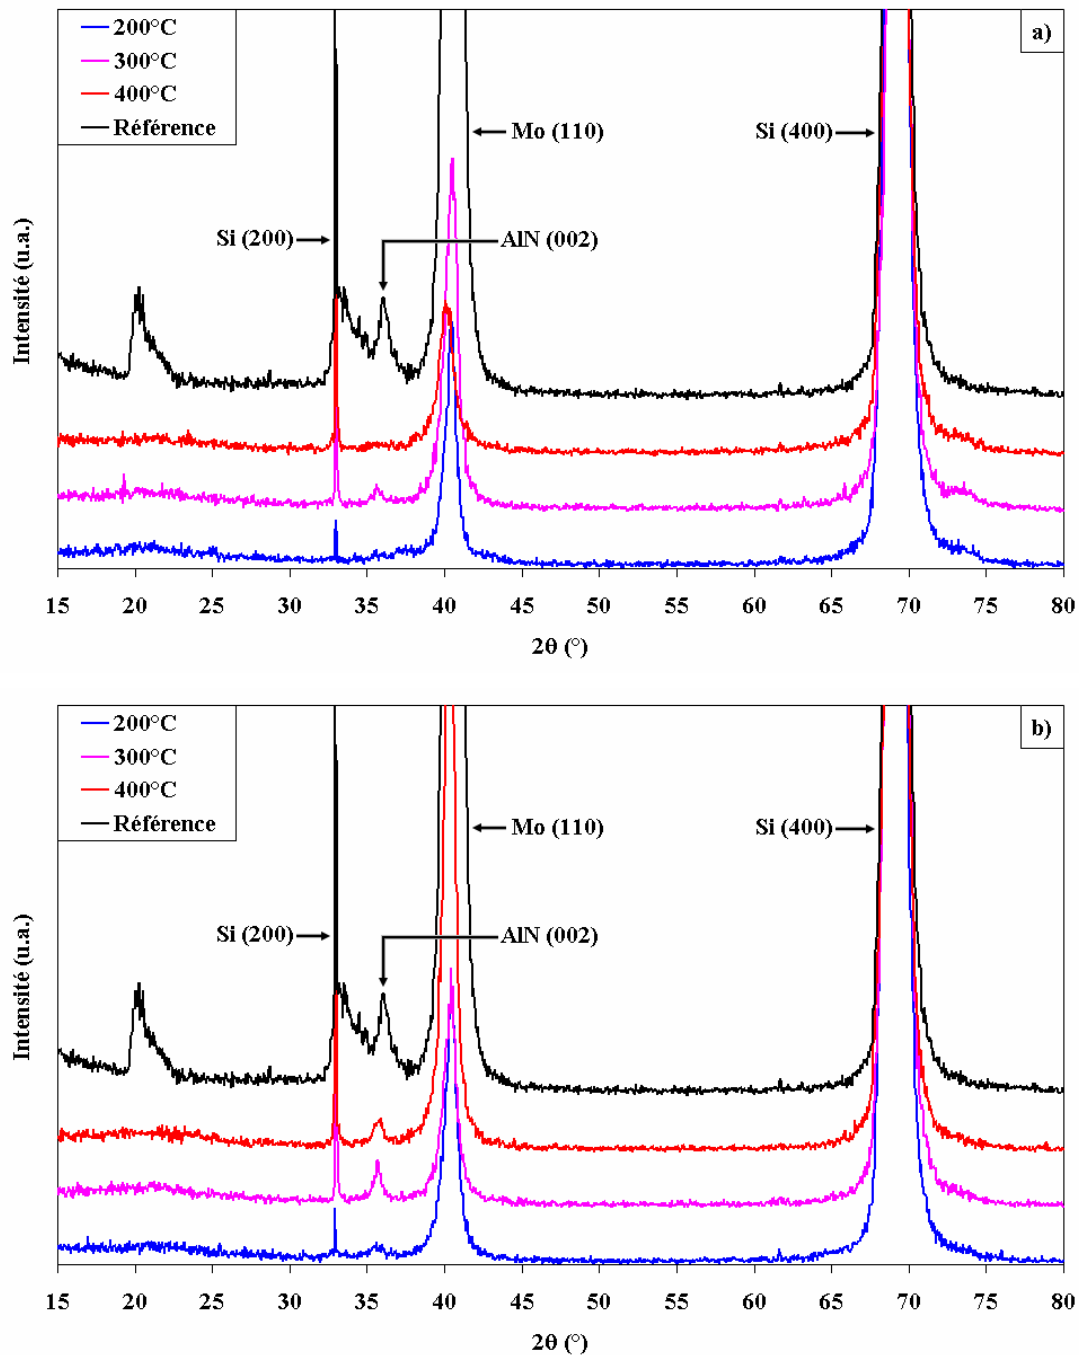 200°C
300°C
400°C
Référence
a)
Mo (110)
Si (400)
Si (200)
AlN (002)
Intensité (u.a.)
15 20 25 30 35 40 45 50 55 60 65 70 75 80
2θ (°)
200°C
300°C
400°C
Référence
b)
Mo (110)
Si (400)
Si (200)
AlN (002)
Intensité (u.a.)
15 20 25 30 35 40 45 50 55 60 65 70 75 80
2θ (°)